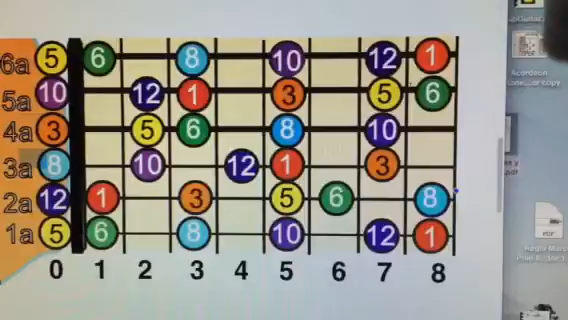 6a 5 6 8 10 12 1
5a 10 12 1 3 5 6
4a 3 5 6 8 10
3a 8 10 12 1 3
2a 12 1 3 5 6 8
1a 5 6 8 10 12 1
0 1 2 3 4 5 6 7 8
Acordeon
PDF